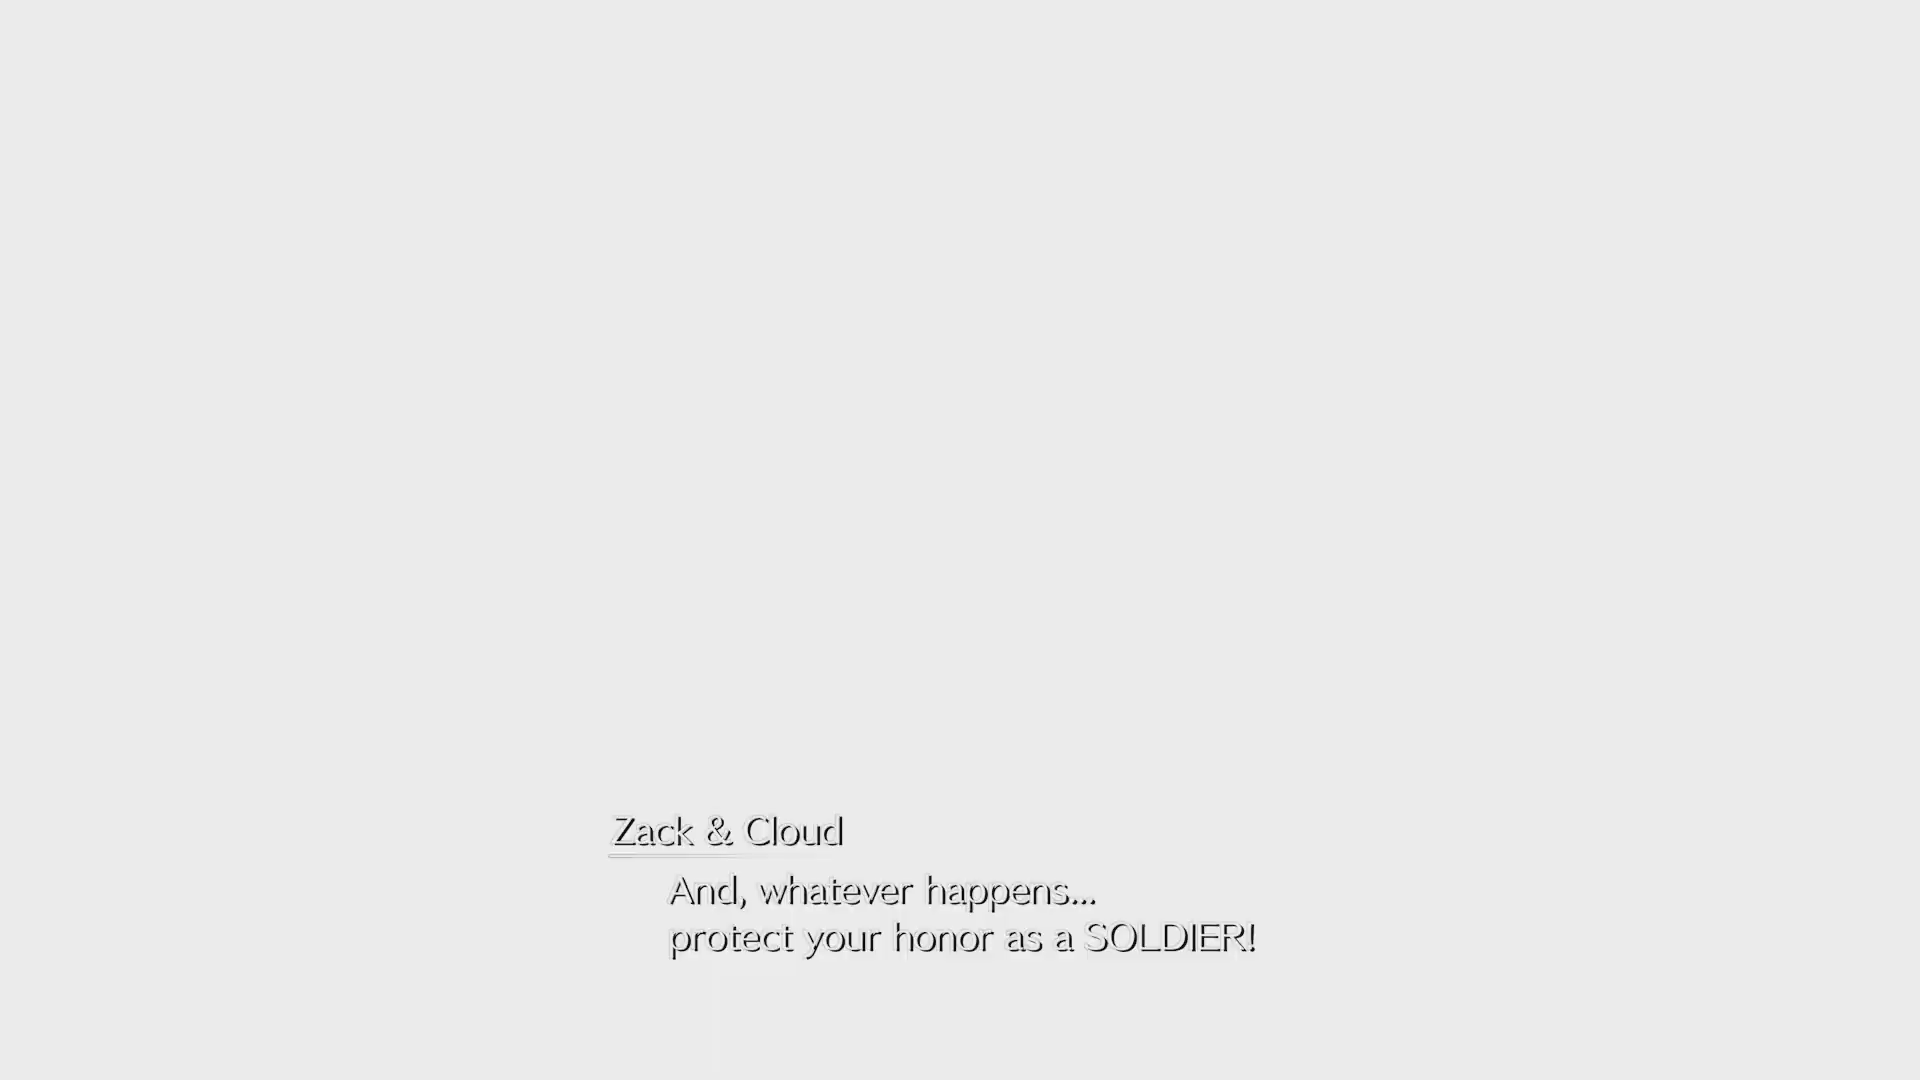 Zack & Cloud
And, whatever happens...
protect your honor as a SOLDIER!